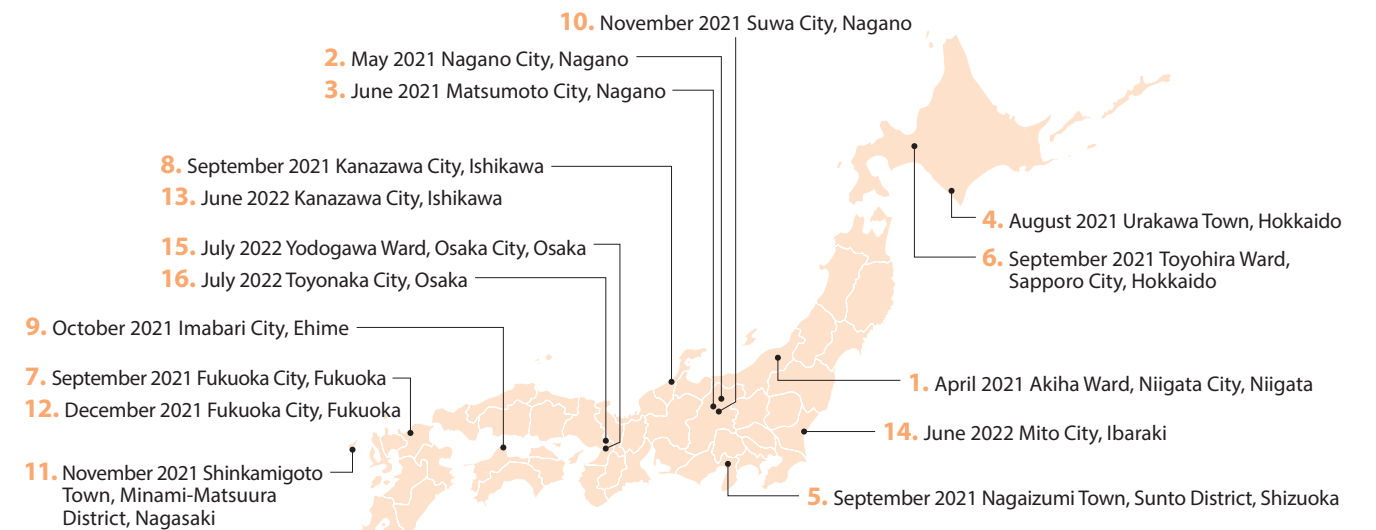 10. November 2021 Suwa City, Nagano
2. May 2021 Nagano City, Nagano
3. June 2021 Matsumoto City, Nagano
8. September 2021 Kanazawa City, Ishikawa
13. June 2022 Kanazawa City, Ishikawa
15. July 2022 Yodogawa Ward, Osaka City, Osaka
16. July 2022 Toyonaka City, Osaka
9. October 2021 Imabari City, Ehime
7. September 2021 Fukuoka City, Fukuoka
12. December 2021 Fukuoka City, Fukuoka
11. November 2021 Shinkamigoto
Town, Minami-Matsuura
District, Nagasaki
4. August 2021 Urakawa Town, Hokkaido
6. September 2021 Toyohira Ward,
Sapporo City, Hokkaido
1. April 2021 Akiha Ward, Niigata City, Niigata
14. June 2022 Mito City, Ibaraki
5. September 2021 Nagaizumi Town, Sunto District, Shizuoka